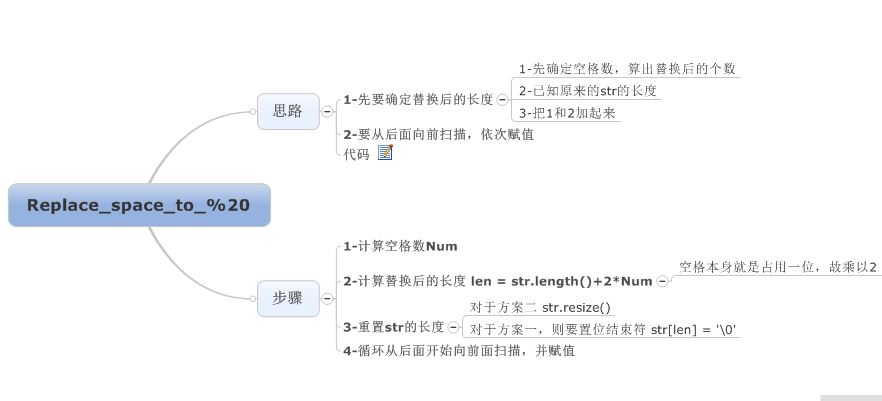 Replace_space_to_%20
思路
1-先要确定替换后的长度
1-先确定空格数，算出替换后的个数
2-已知原来的str的长度
3-把1和2加起来
2-要从后面向前扫描，依次赋值
代码
步骤
1-计算空格数Num
2-计算替换后的长度 len = str.length()+2*Num
空格本身就是占用一位，故乘以2
3-重置str的长度
对于方案二 str.resize()
对于方案一，则要置位结束符 str[len] = '\0'
4-循环从后面开始向前面扫描，并赋值